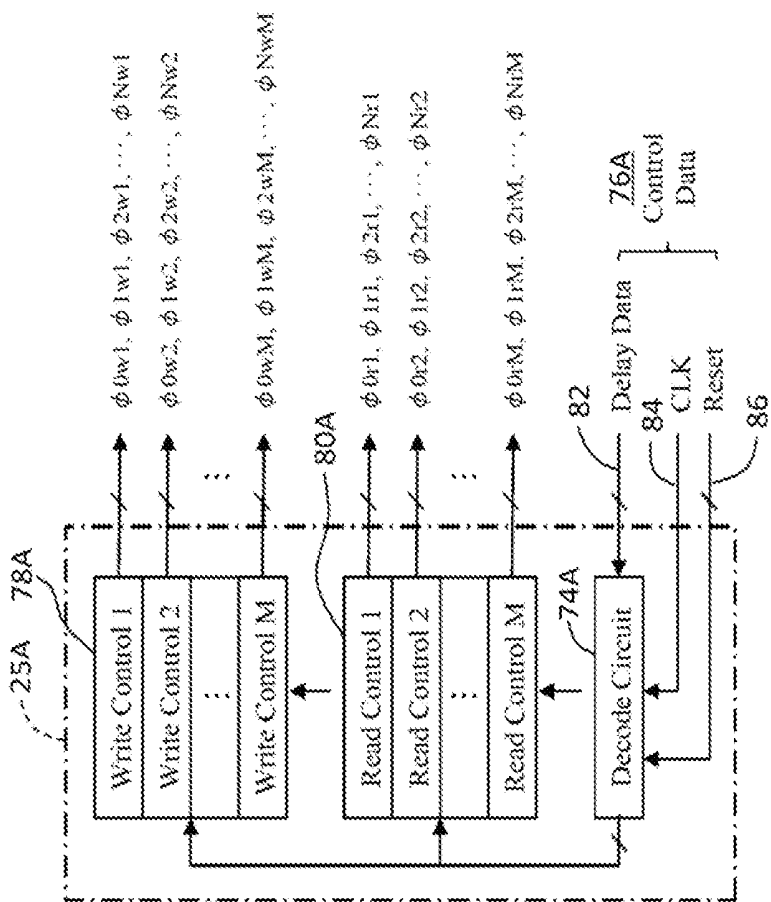 25A
78A
Write Control 1
Write Control 2
...
Write Control M
ϕ0w1, ϕ1w1, ϕ2w1, ···, ϕNw1
ϕ0w2, ϕ1w2, ϕ2w2, ···, ϕNw2
...
ϕ0wM, ϕ1wM, ϕ2wM, ···, ϕNwM
80A
Read Control 1
Read Control 2
...
Read Control M
ϕ0r1, ϕ1r1, ϕ2r1, ···, ϕNr1
ϕ0r2, ϕ1r2, ϕ2r2, ···, ϕNr2
...
ϕ0rM, ϕ1rM, ϕ2rM, ···, ϕNrM
74A
Decode Circuit
82
Delay Data
84
CLK
Reset
86
76A
Control
Data